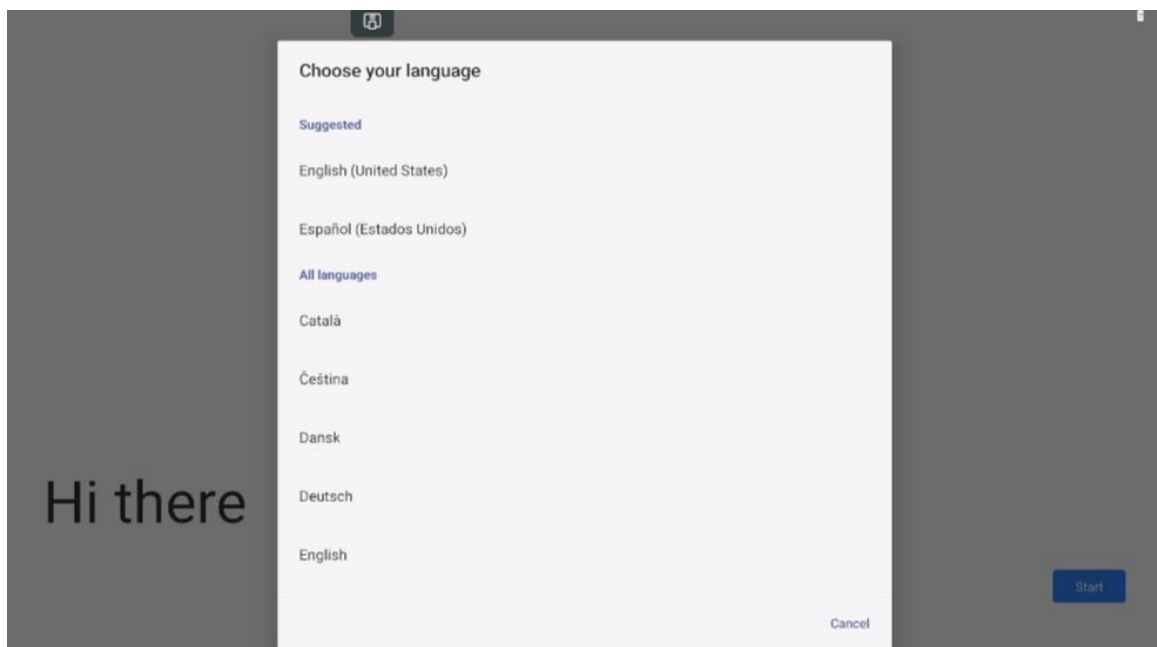 Choose your language
Suggested
English (United States)
Español (Estados Unidos)
All languages
Català
Čeština
Dansk
Deutsch
Hi there
English
Start
Cancel